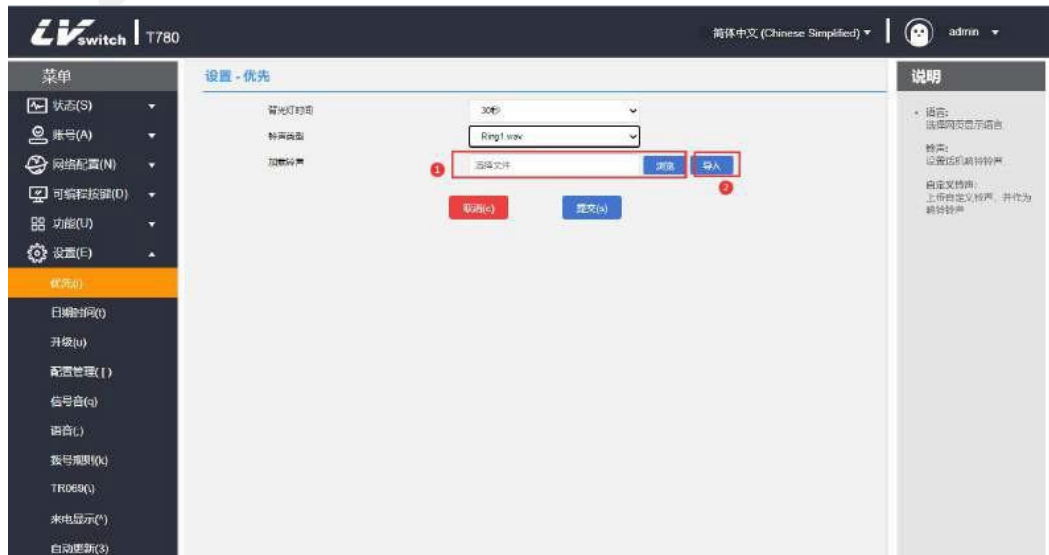 LVswitch T780
简体中文 (Chinese Simplified)
admin
菜单
状态(S)
账号(A)
网络配置(N)
可编程按键(D)
功能(U)
设置(E)
优先(I)
日期时间(t)
升级(u)
配置管理([)
信号音(q)
语音(;)
拨号规则(k)
TR069(\)
来电显示(^)
自动更新(3)
设置 - 优先
背光灯时间
30秒
铃声类型
Ring1.wav
加载铃声
1
选择文件
浏览
导入
2
取消(c)
提交(s)
说明
语言:
选择网页显示语言
铃声:
设置话机响铃铃声
自定义铃声:
上传自定义铃声，并作为
响铃铃声